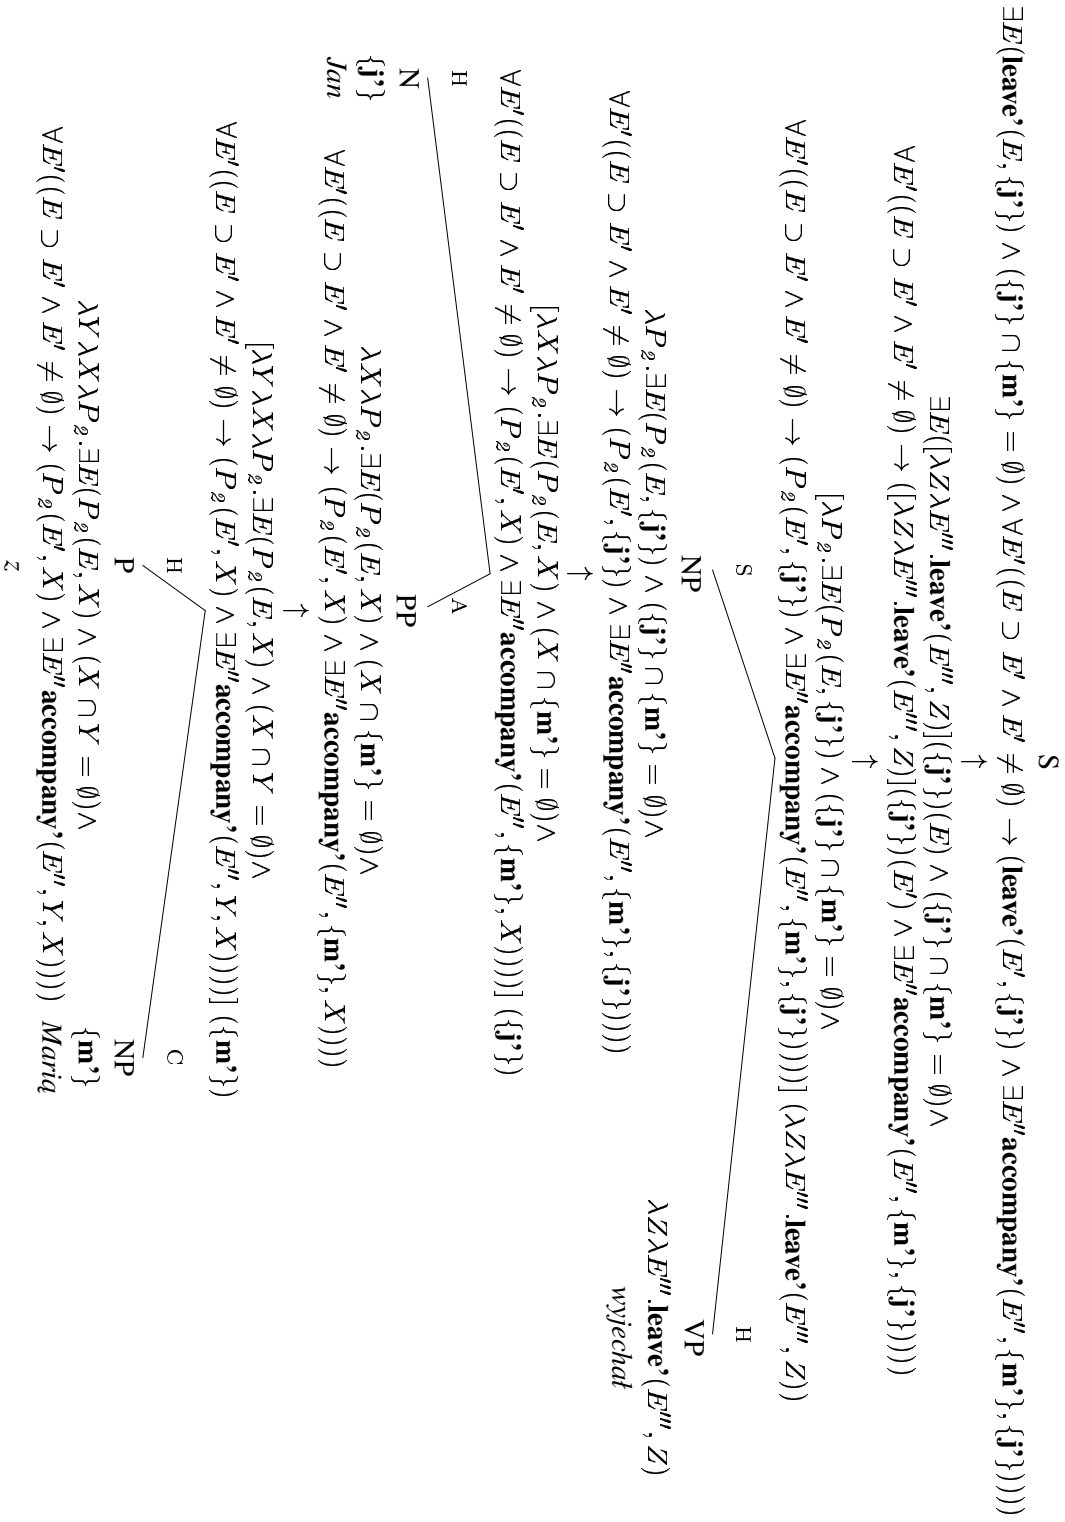 S
∃E(leave’(E, {j’}) ∧ ({j’} ∩ {m’} = ∅) ∧ ∀E′((E ⊃ E′ ∧ E′ ≠ ∅) → (leave’(E′, {j’}) ∧ ∃E″accompany’(E″, {m’}, {j’}))))
↑
∃E([λZλE‴.leave’(E‴, Z)]({j’})(E) ∧ ({j’} ∩ {m’} = ∅)∧
∀E′((E ⊃ E′ ∧ E′ ≠ ∅) → ([λZλE‴.leave’(E‴, Z)]({j’})(E′) ∧ ∃E″accompany’(E″, {m’}, {j’}))))
↑
[λP₂.∃E(P₂(E, {j’}) ∧ ({j’} ∩ {m’} = ∅)∧
∀E′((E ⊃ E′ ∧ E′ ≠ ∅) → (P₂(E′, {j’}) ∧ ∃E″accompany’(E″, {m’}, {j’}))))] (λZλE‴.leave’(E‴, Z))
S H
NP VP
λP₂.∃E(P₂(E, {j’}) ∧ ({j’} ∩ {m’} = ∅)∧ λZλE‴.leave’(E‴, Z)
∀E′((E ⊃ E′ ∧ E′ ≠ ∅) → (P₂(E′, {j’}) ∧ ∃E″accompany’(E″, {m’}, {j’})))) wyjechał
↑
[λXλP₂.∃E(P₂(E, X) ∧ (X ∩ {m’} = ∅)∧
∀E′((E ⊃ E′ ∧ E′ ≠ ∅) → (P₂(E′, X) ∧ ∃E″accompany’(E″, {m’}, X))))] ({j’})
H A
N PP
{j’} λXλP₂.∃E(P₂(E, X) ∧ (X ∩ {m’} = ∅)∧
Jan ∀E′((E ⊃ E′ ∧ E′ ≠ ∅) → (P₂(E′, X) ∧ ∃E″accompany’(E″, {m’}, X))))
↑
[λYλXλP₂.∃E(P₂(E, X) ∧ (X ∩ Y = ∅)∧
∀E′((E ⊃ E′ ∧ E′ ≠ ∅) → (P₂(E′, X) ∧ ∃E″accompany’(E″, Y, X))))] ({m’})
H C
P NP
λYλXλP₂.∃E(P₂(E, X) ∧ (X ∩ Y = ∅)∧ {m’}
∀E′((E ⊃ E′ ∧ E′ ≠ ∅) → (P₂(E′, X) ∧ ∃E″accompany’(E″, Y, X)))) Marią
z